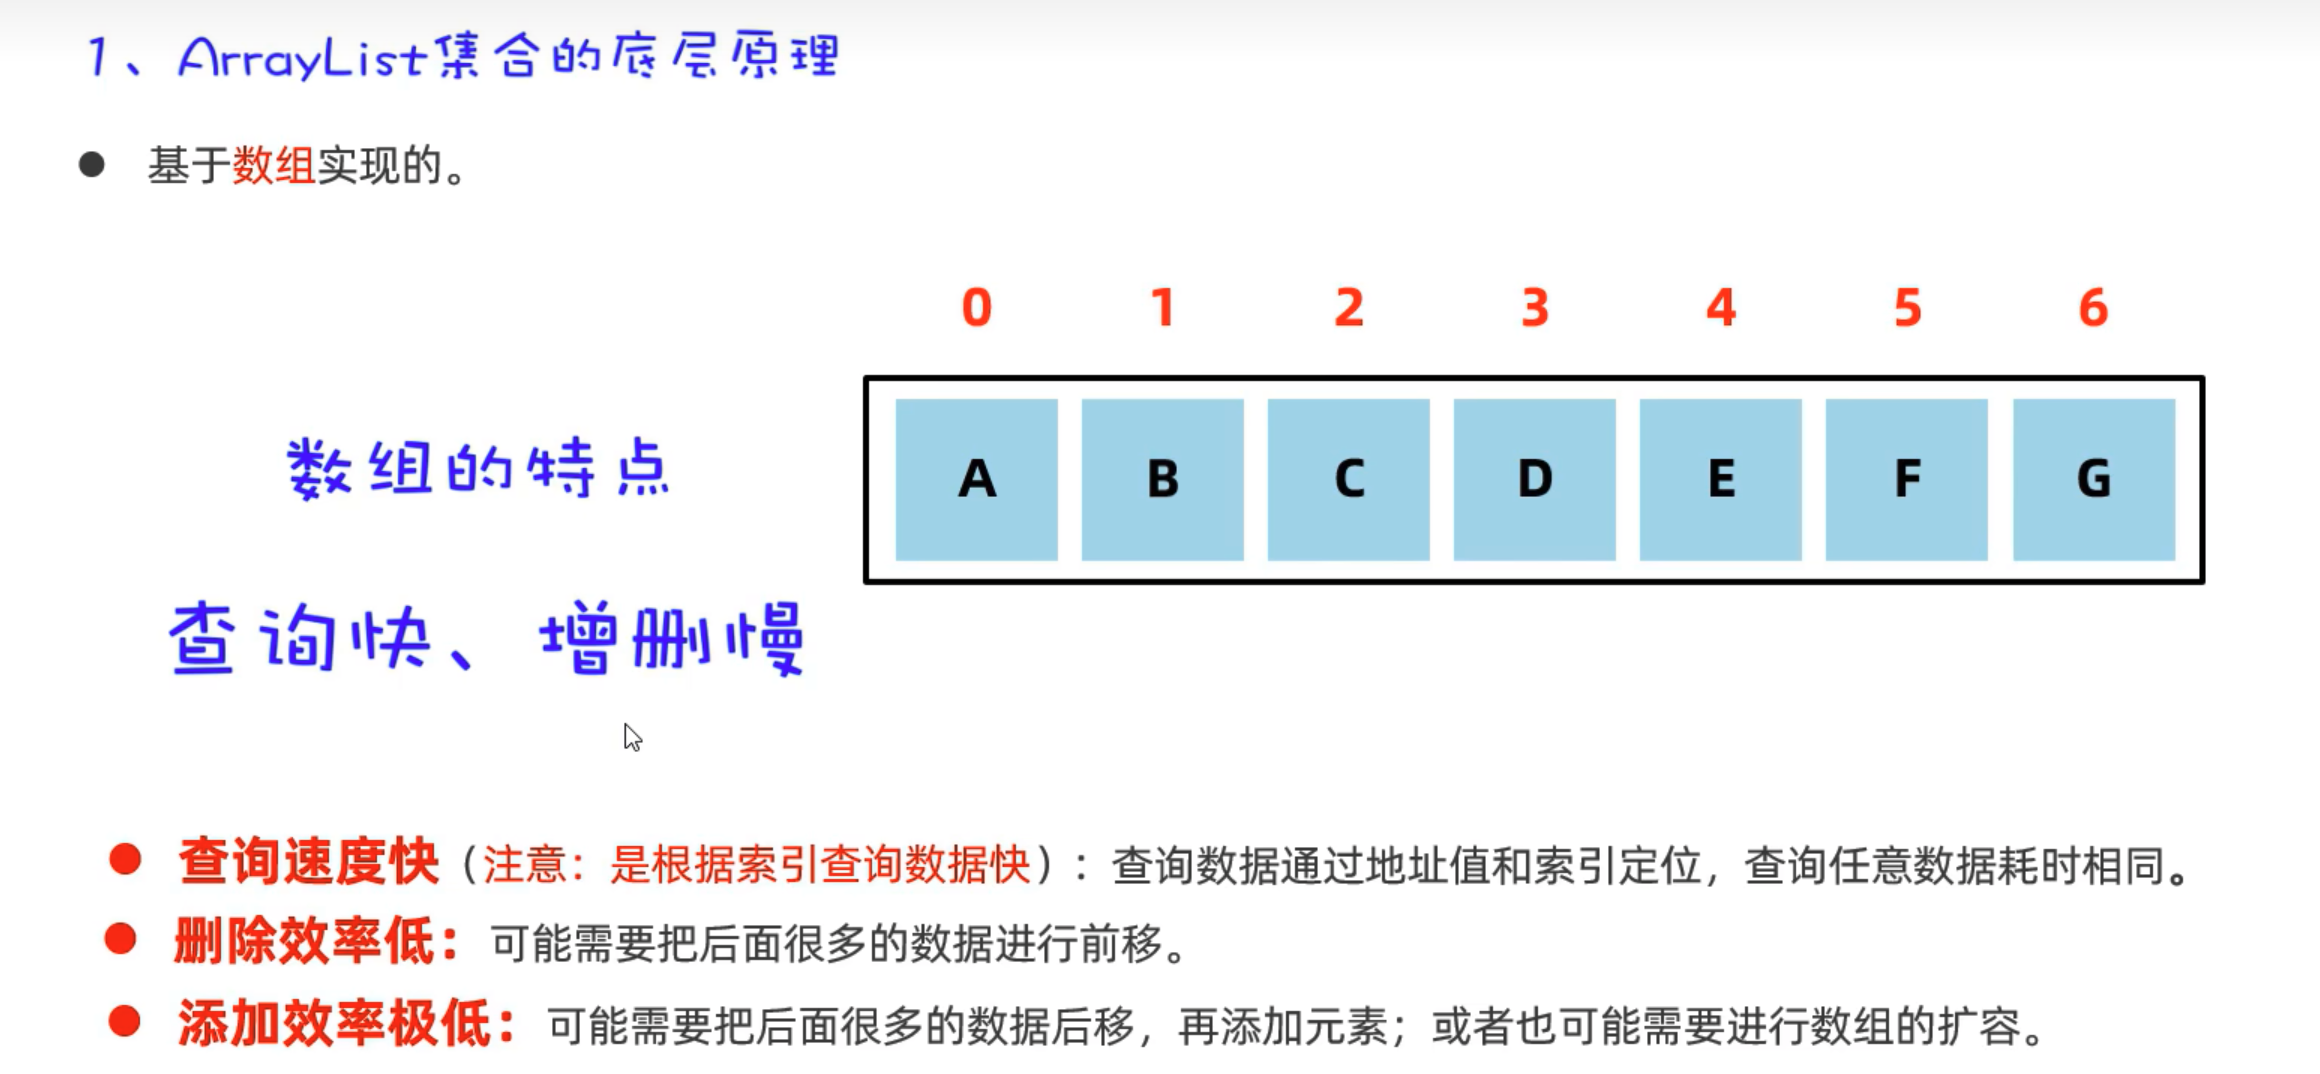 1、ArrayList集合的底层原理
基于数组实现的。
0 1 2 3 4 5 6
A B C D E F G
数组的特点
查询快、增删慢
查询速度快（注意：是根据索引查询数据快）：查询数据通过地址值和索引定位，查询任意数据耗时相同。
删除效率低：可能需要把后面很多的数据进行前移。
添加效率极低：可能需要把后面很多的数据后移，再添加元素；或者也可能需要进行数组的扩容。